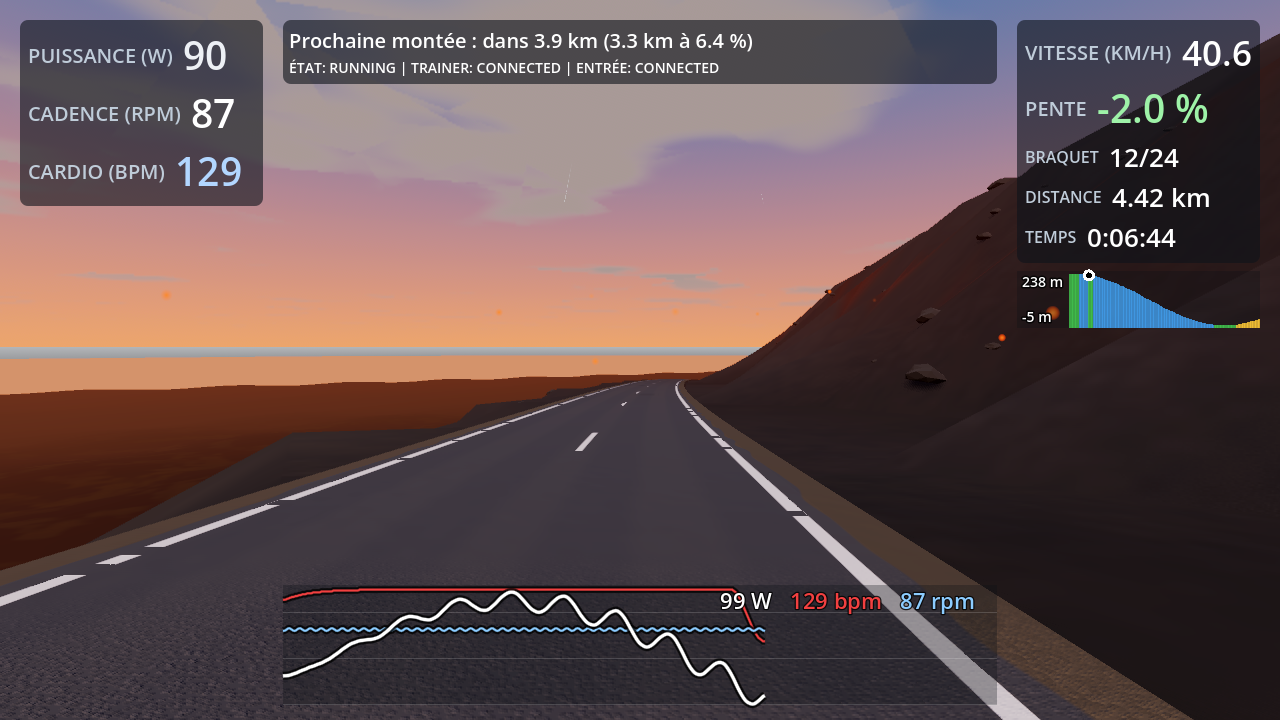 PUISSANCE (W) 90
CADENCE (RPM) 87
CARDIO (BPM) 129
Prochaine montée : dans 3.9 km (3.3 km à 6.4 %)
ÉTAT: RUNNING | TRAINER: CONNECTED | ENTRÉE: CONNECTED
VITESSE (KM/H) 40.6
PENTE -2.0 %
BRAQUET 12/24
DISTANCE 4.42 km
TEMPS 0:06:44
238 m
-5 m
99 W 129 bpm 87 rpm